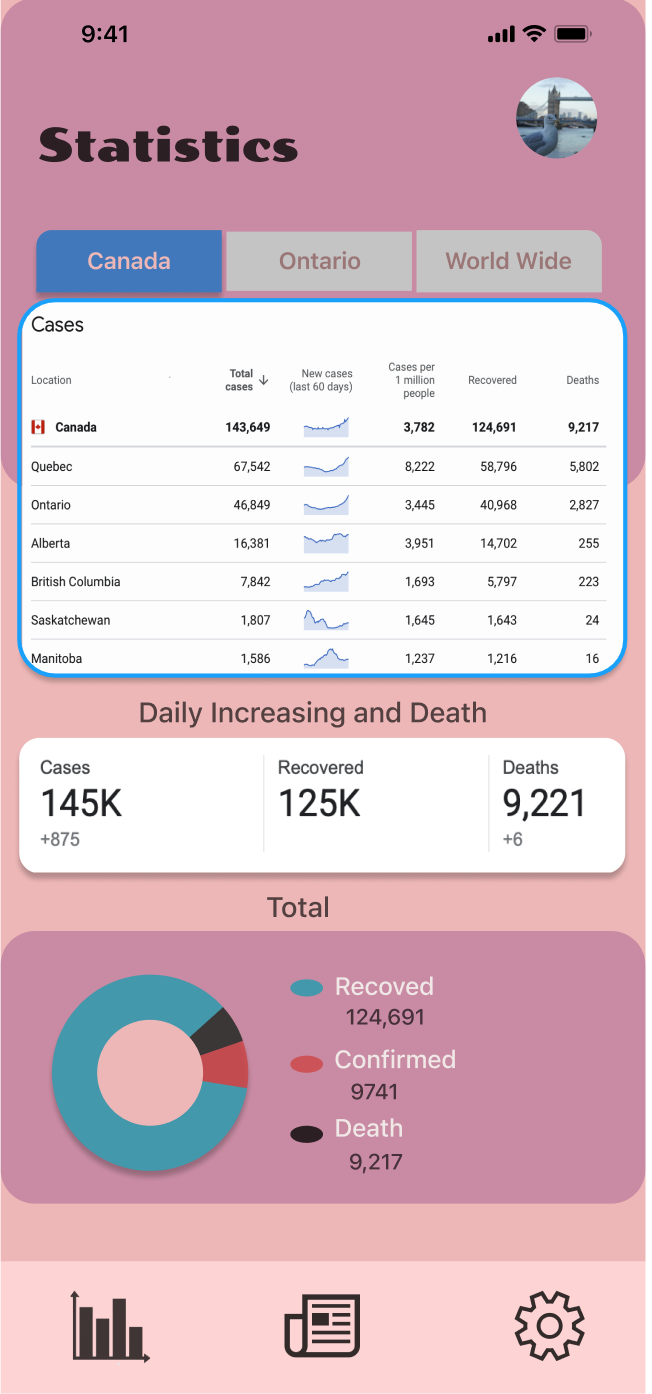 9:41
Statistics
Canada Ontario World Wide
Cases
Location Total cases ↓ New cases (last 60 days) Cases per 1 million people Recovered Deaths
Canada 143,649 3,782 124,691 9,217
Quebec 67,542 8,222 58,796 5,802
Ontario 46,849 3,445 40,968 2,827
Alberta 16,381 3,951 14,702 255
British Columbia 7,842 1,693 5,797 223
Saskatchewan 1,807 1,645 1,643 24
Manitoba 1,586 1,237 1,216 16
Daily Increasing and Death
Cases Recovered Deaths
145K 125K 9,221
+875 +6
Total
Recoved
124,691
Confirmed
9741
Death
9,217